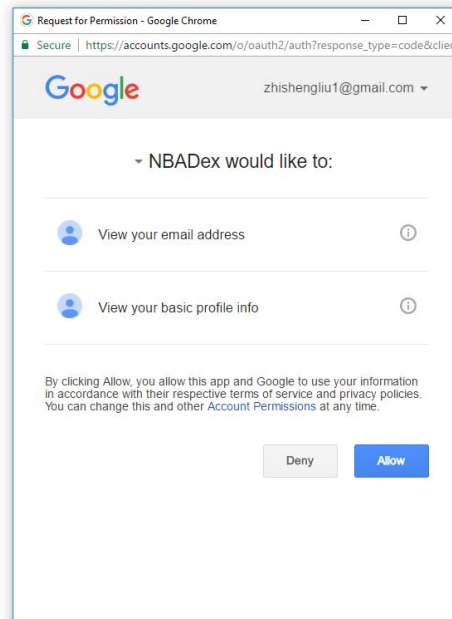 Request for Permission - Google Chrome
Secure | https://accounts.google.com/o/oauth2/auth?response_type=code&clien
Google
zhishengliu1@gmail.com
NBADex would like to:
View your email address
View your basic profile info
By clicking Allow, you allow this app and Google to use your information
in accordance with their respective terms of service and privacy policies.
You can change this and other Account Permissions at any time.
Deny
Allow